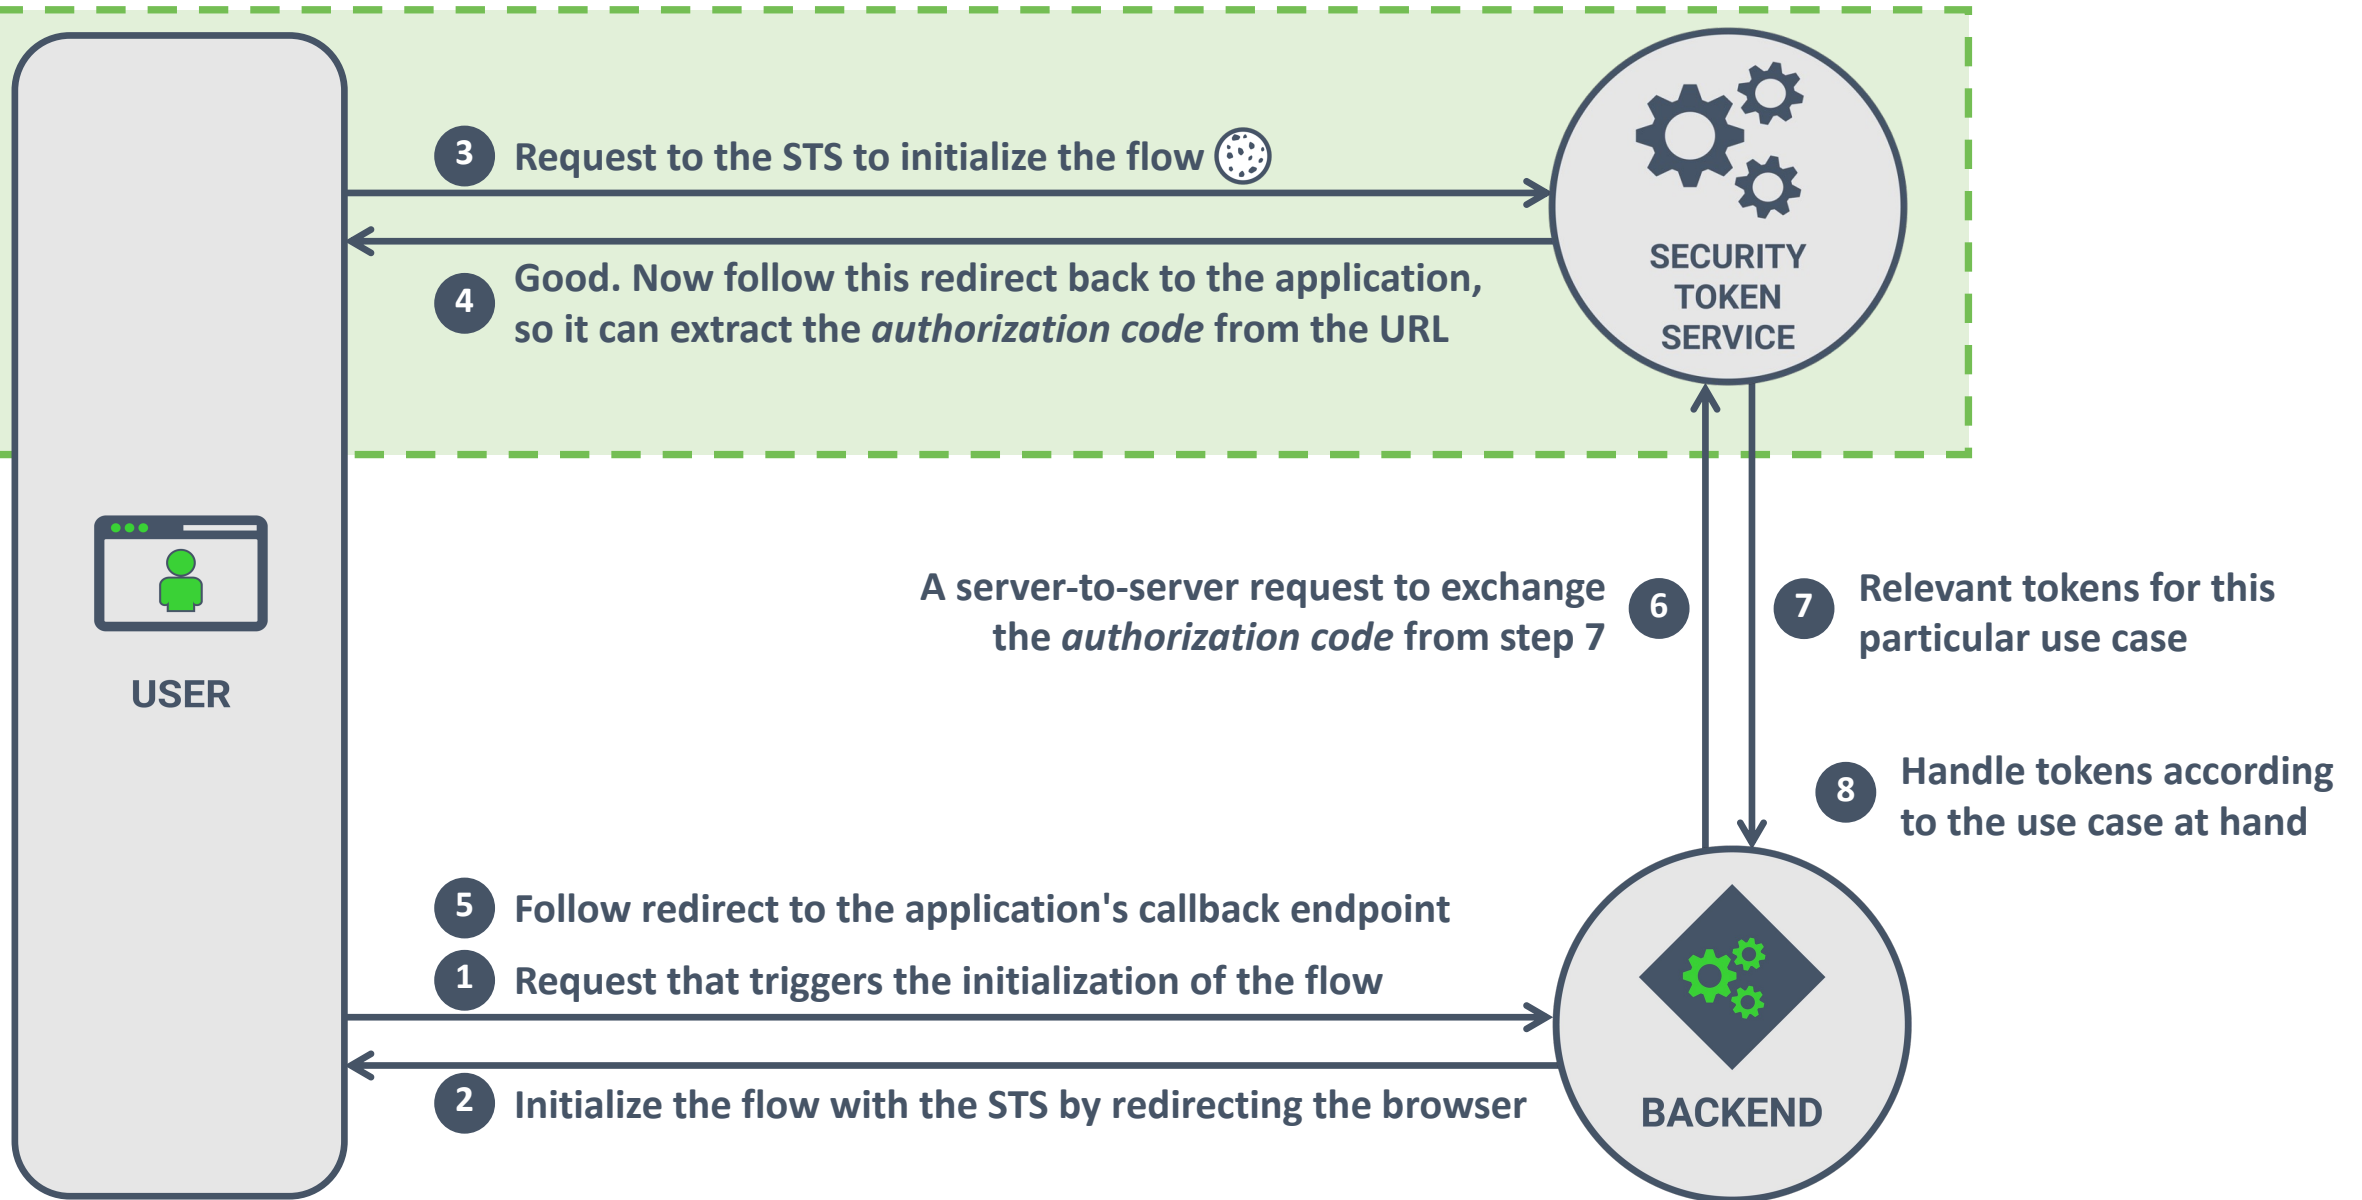 3 Request to the STS to initialize the flow
4 Good. Now follow this redirect back to the application,
so it can extract the authorization code from the URL
SECURITY
TOKEN
SERVICE
USER
A server-to-server request to exchange
the authorization code from step 7
6
7 Relevant tokens for this
particular use case
8 Handle tokens according
to the use case at hand
5 Follow redirect to the application's callback endpoint
1 Request that triggers the initialization of the flow
2 Initialize the flow with the STS by redirecting the browser
BACKEND